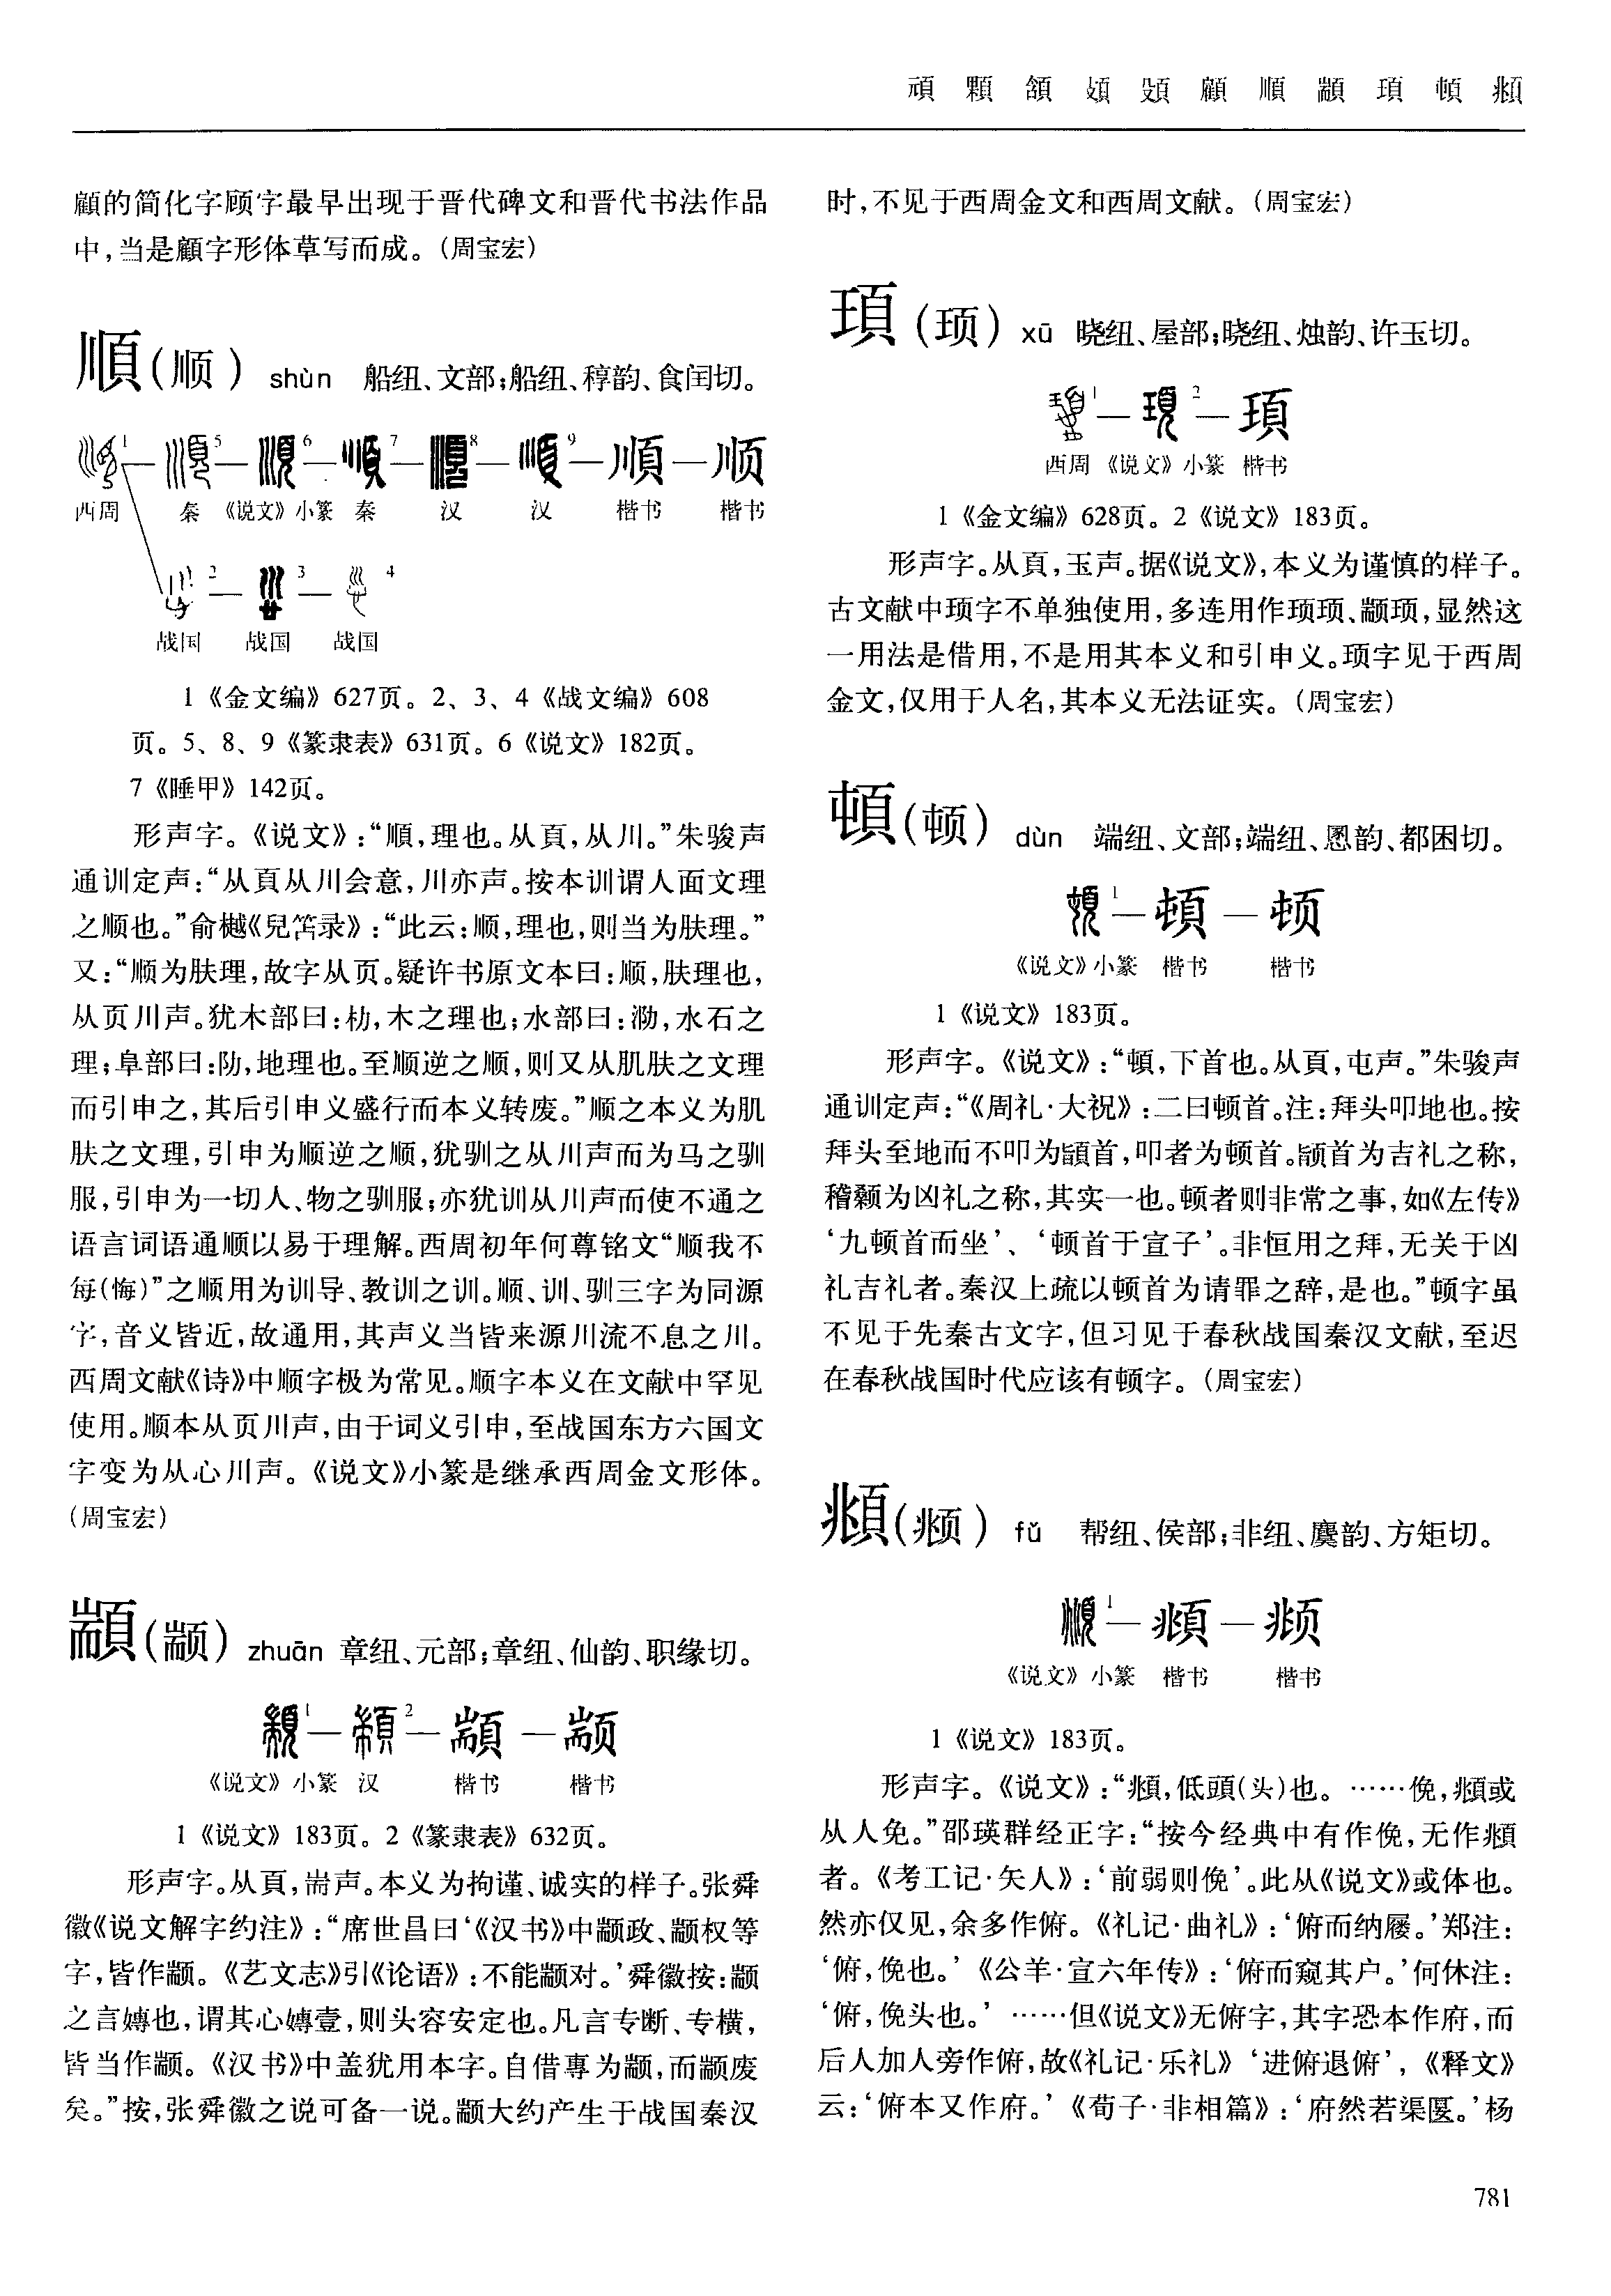 頑 顆 頷 頍 頞 顧 順 顓 頊 頓 頫
顧的简化字顾字最早出现于晋代碑文和晋代书法作品
中，当是顧字形体草写而成。（周宝宏）
順（顺） shùn 船纽、文部；船纽、稕韵、食闰切。
1 5 6 7 8 9 順 顺
西周 秦 《说文》小篆 秦 汉 汉 楷书 楷书
2 3 4
战国 战国 战国
1《金文编》627页。2、3、4《战文编》608
页。5、8、9《篆隶表》631页。6《说文》182页。
7《睡甲》142页。
形声字。《说文》：“順，理也。从頁，从川。”朱骏声
通训定声：“从頁从川会意，川亦声。按本训谓人面文理
之顺也。”俞樾《兒笘录》：“此云：顺，理也，则当为肤理。”
又：“顺为肤理，故字从页。疑许书原文本曰：顺，肤理也，
从页川声。犹木部曰：朸，木之理也；水部曰：泐，水石之
理；阜部曰：阞，地理也。至顺逆之顺，则又从肌肤之文理
而引申之，其后引申义盛行而本义转废。”顺之本义为肌
肤之文理，引申为顺逆之顺，犹驯之从川声而为马之驯
服，引申为一切人、物之驯服；亦犹训从川声而使不通之
语言词语通顺以易于理解。西周初年何尊铭文“顺我不
每（悔）”之顺用为训导、教训之训。顺、训、驯三字为同源
字，音义皆近，故通用，其声义当皆来源川流不息之川。
西周文献《诗》中顺字极为常见。顺字本义在文献中罕见
使用。顺本从页川声，由于词义引申，至战国东方六国文
字变为从心川声。《说文》小篆是继承西周金文形体。
（周宝宏）
顓（颛） zhuān 章纽、元部；章纽、仙韵、职缘切。
1 2 顓 颛
《说文》小篆 汉 楷书 楷书
1《说文》183页。2《篆隶表》632页。
形声字。从頁，耑声。本义为拘谨、诚实的样子。张舜
徽《说文解字约注》：“席世昌曰‘《汉书》中颛政、颛权等
字，皆作颛。《艺文志》引《论语》：不能颛对。’舜徽按：颛
之言嫥也，谓其心嫥壹，则头容安定也。凡言专断、专横，
皆当作颛。《汉书》中盖犹用本字。自借專为颛，而颛废
矣。”按，张舜徽之说可备一说。颛大约产生于战国秦汉
时，不见于西周金文和西周文献。（周宝宏）
頊（顼） xū 晓纽、屋部；晓纽、烛韵、许玉切。
1 2 頊
西周 《说文》小篆 楷书
1《金文编》628页。2《说文》183页。
形声字。从頁，玉声。据《说文》，本义为谨慎的样子。
古文献中顼字不单独使用，多连用作顼顼、颛顼，显然这
一用法是借用，不是用其本义和引申义。顼字见于西周
金文，仅用于人名，其本义无法证实。（周宝宏）
頓（顿） dùn 端纽、文部；端纽、慁韵、都困切。
1 頓 顿
《说文》小篆 楷书 楷书
1《说文》183页。
形声字。《说文》：“頓，下首也。从頁，屯声。”朱骏声
通训定声：“《周礼·大祝》：二曰顿首。注：拜头叩地也。按
拜头至地而不叩为䭫首，叩者为顿首。䭫首为吉礼之称，
稽颡为凶礼之称，其实一也。顿者则非常之事，如《左传》
‘九顿首而坐’、‘顿首于宣子’。非恒用之拜，无关于凶
礼吉礼者。秦汉上疏以顿首为请罪之辞，是也。”顿字虽
不见于先秦古文字，但习见于春秋战国秦汉文献，至迟
在春秋战国时代应该有顿字。（周宝宏）
頫（𫖯） fǔ 帮纽、侯部；非纽、麌韵、方矩切。
1 頫 𫖯
《说文》小篆 楷书 楷书
1《说文》183页。
形声字。《说文》：“頫，低頭（头）也。……俛，頫或
从人免。”邵瑛群经正字：“按今经典中有作俛，无作頫
者。《考工记·矢人》：‘前弱则俛’。此从《说文》或体也。
然亦仅见，余多作俯。《礼记·曲礼》：‘俯而纳屦。’郑注：
‘俯，俛也。’《公羊·宣六年传》：‘俯而窥其户。’何休注：
‘俯，俛头也。’……但《说文》无俯字，其字恐本作府，而
后人加人旁作俯，故《礼记·乐礼》‘进俯退俯’，《释文》
云：‘俯本又作府。’《荀子·非相篇》：‘府然若渠匽。’杨
781